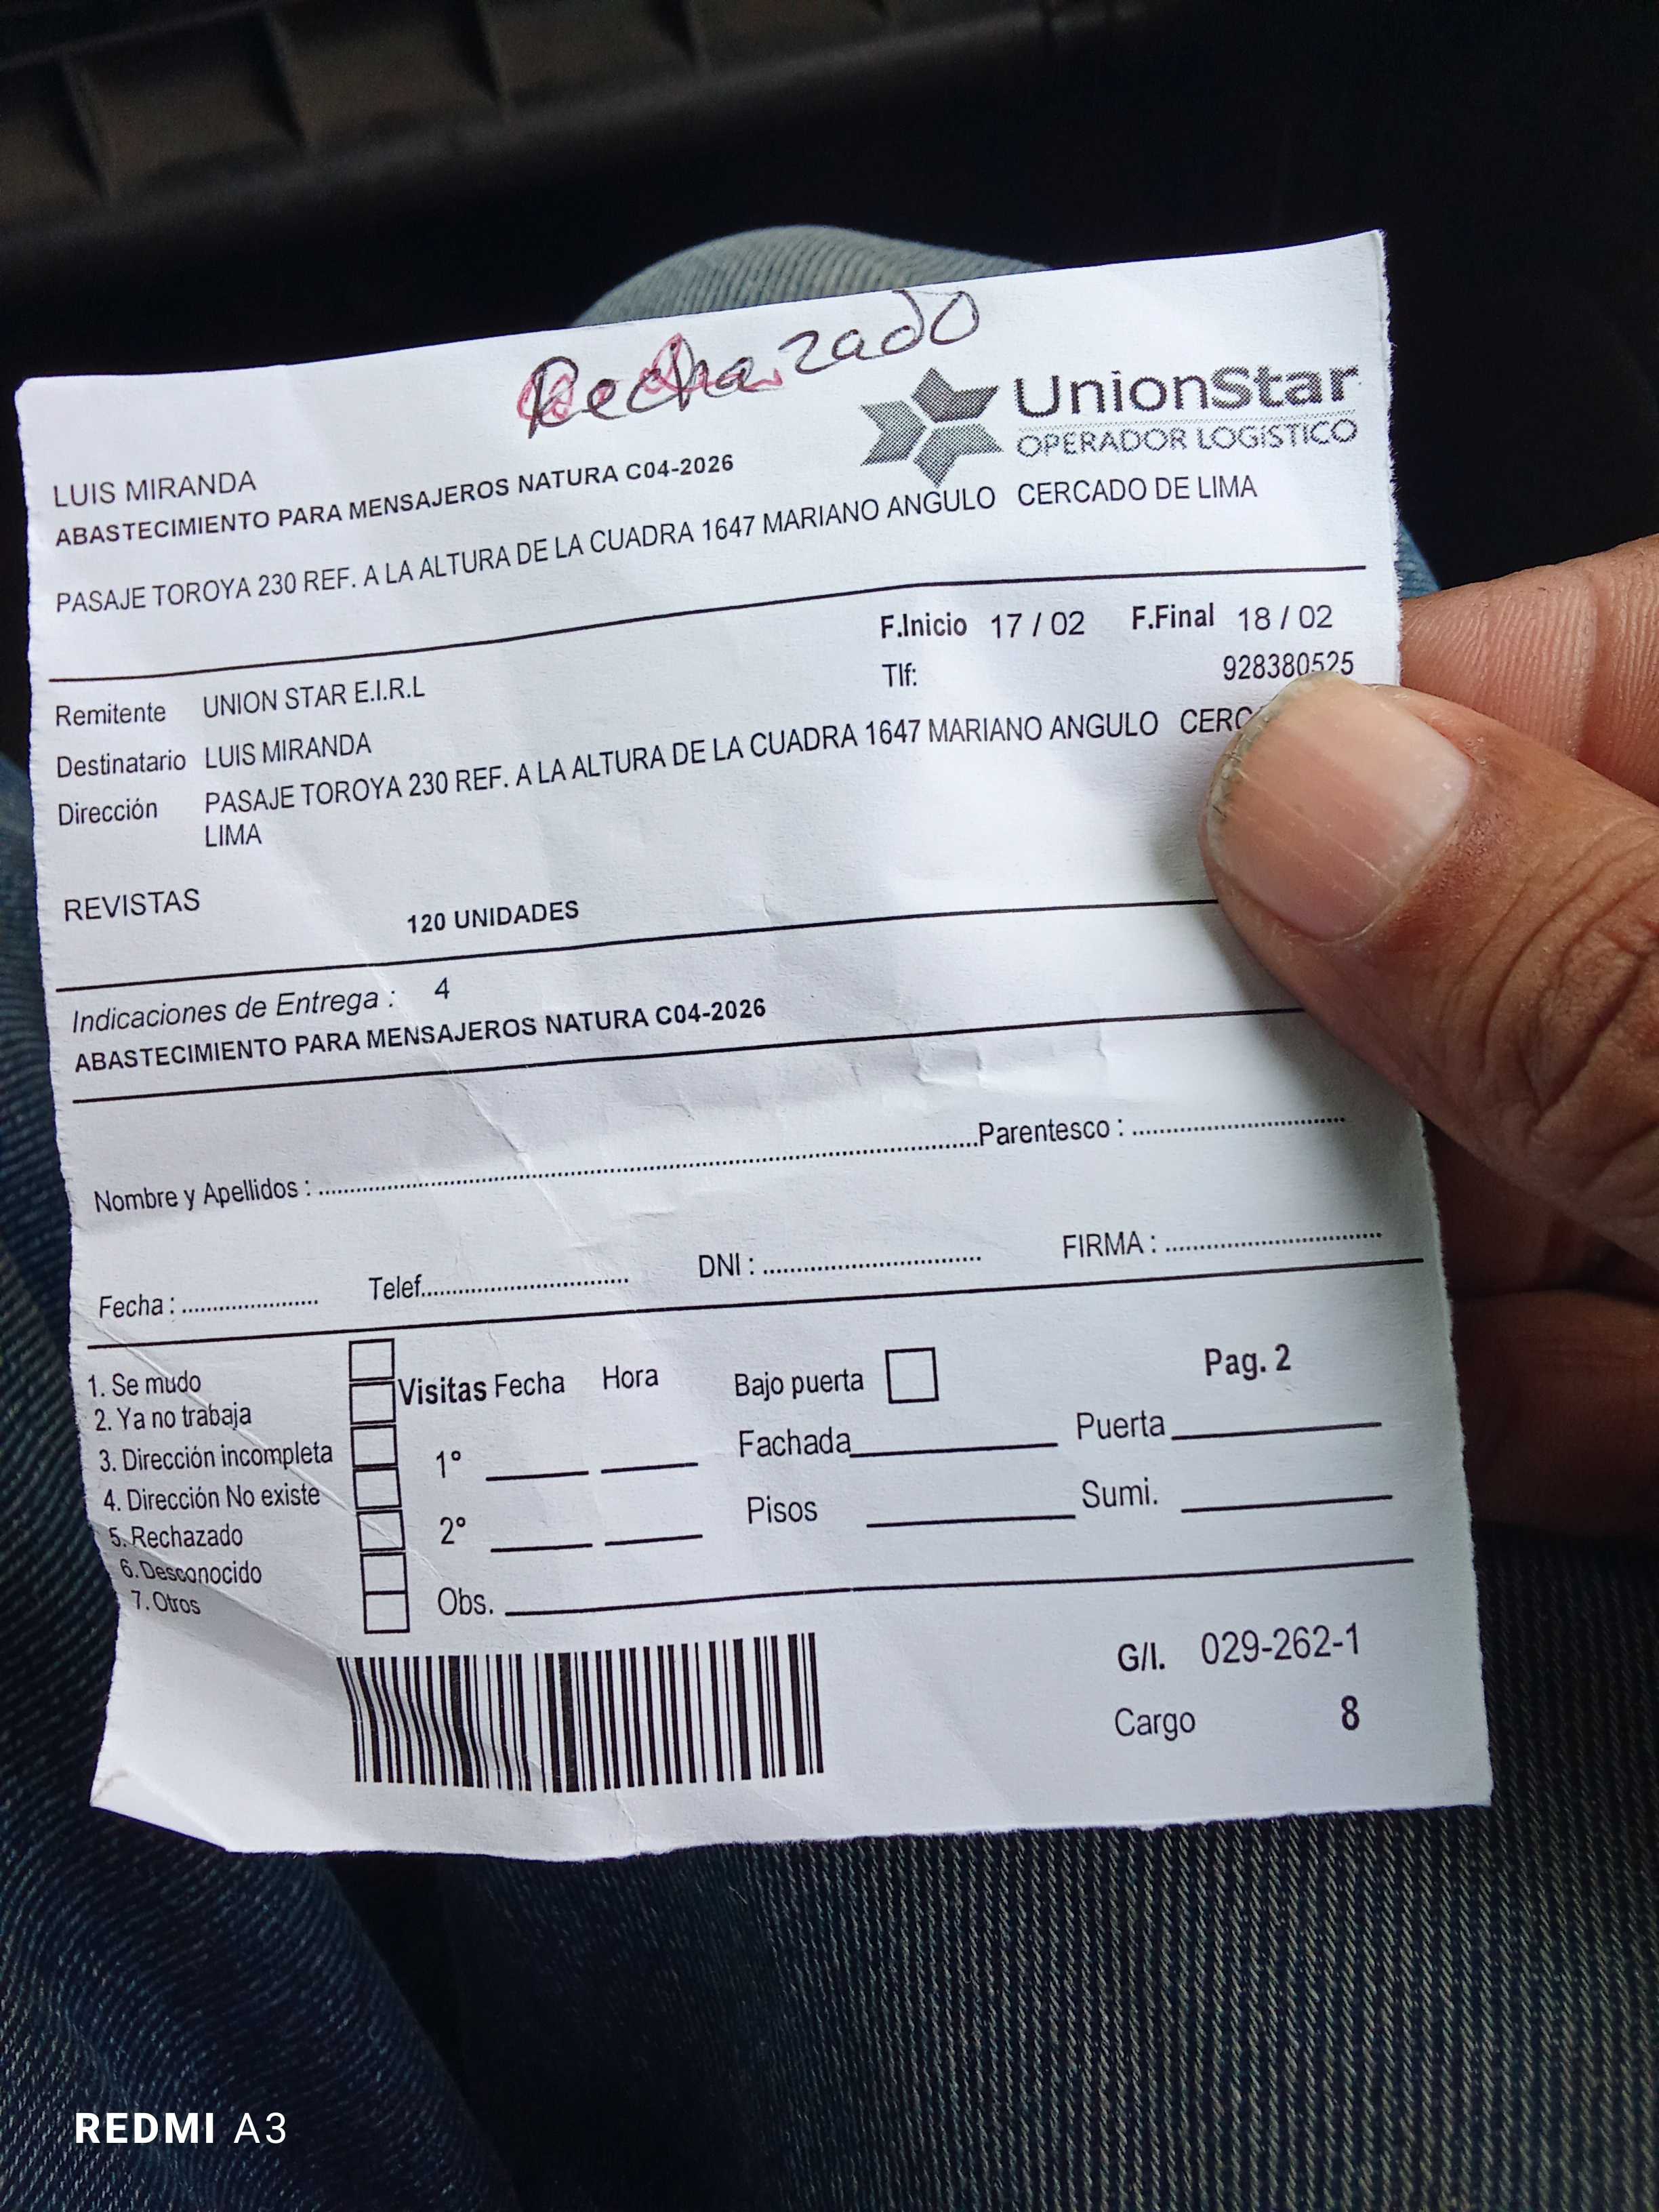 Rechazado
UnionStar
OPERADOR LOGÍSTICO
LUIS MIRANDA
ABASTECIMIENTO PARA MENSAJEROS NATURA C04-2026
PASAJE TOROYA 230 REF. A LA ALTURA DE LA CUADRA 1647 MARIANO ANGULO CERCADO DE LIMA
F.Inicio 17 / 02 F.Final 18 / 02
Remitente UNION STAR E.I.R.L Tlf: 928380525
Destinatario LUIS MIRANDA
Dirección PASAJE TOROYA 230 REF. A LA ALTURA DE LA CUADRA 1647 MARIANO ANGULO
LIMA
REVISTAS 120 UNIDADES
Indicaciones de Entrega : 4
ABASTECIMIENTO PARA MENSAJEROS NATURA C04-2026
Nombre y Apellidos : Parentesco :
Fecha : Telef. DNI : FIRMA :
1. Se mudo
2. Ya no trabaja
3. Dirección incompleta
4. Dirección No existe
5. Rechazado
6. Desconocido
7. Otros
Visitas Fecha Hora
1°
2°
Obs.
Bajo puerta Pag. 2
Fachada Puerta
Pisos Sumi.
G/I. 029-262-1
Cargo 8
REDMI A3